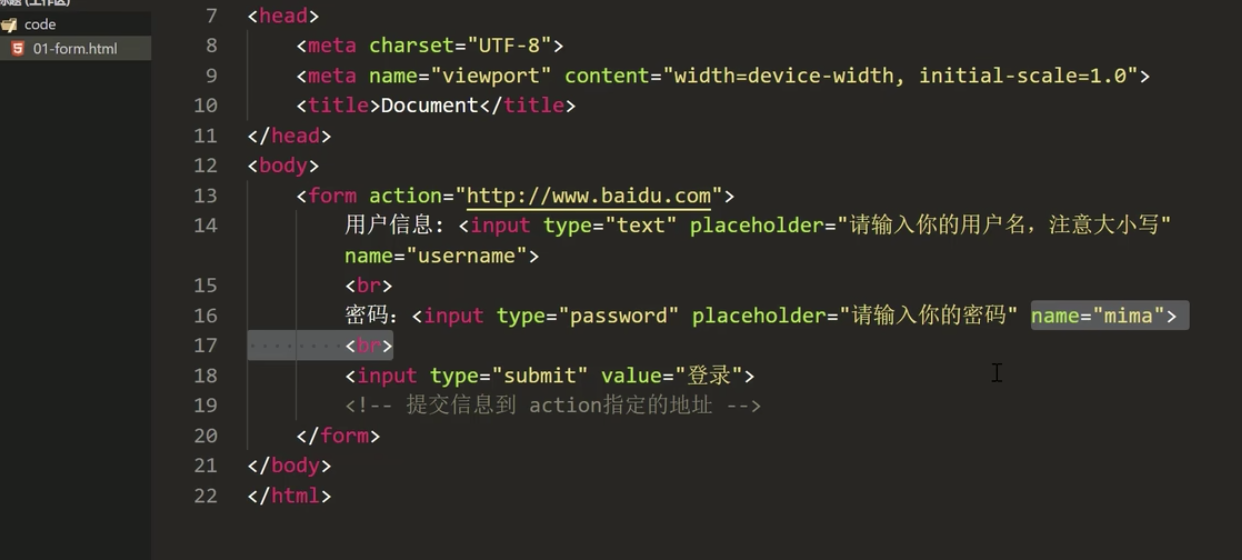 code
01-form.html
7 <head>
8 <meta charset="UTF-8">
9 <meta name="viewport" content="width=device-width, initial-scale=1.0">
10 <title>Document</title>
11 </head>
12 <body>
13 <form action="http://www.baidu.com">
14 用户信息: <input type="text" placeholder="请输入你的用户名，注意大小写"
name="username">
15 <br>
16 密码: <input type="password" placeholder="请输入你的密码" name="mima">
17 ········<br>
18 <input type="submit" value="登录">
19 <!-- 提交信息到 action指定的地址 -->
20 </form>
21 </body>
22 </html>